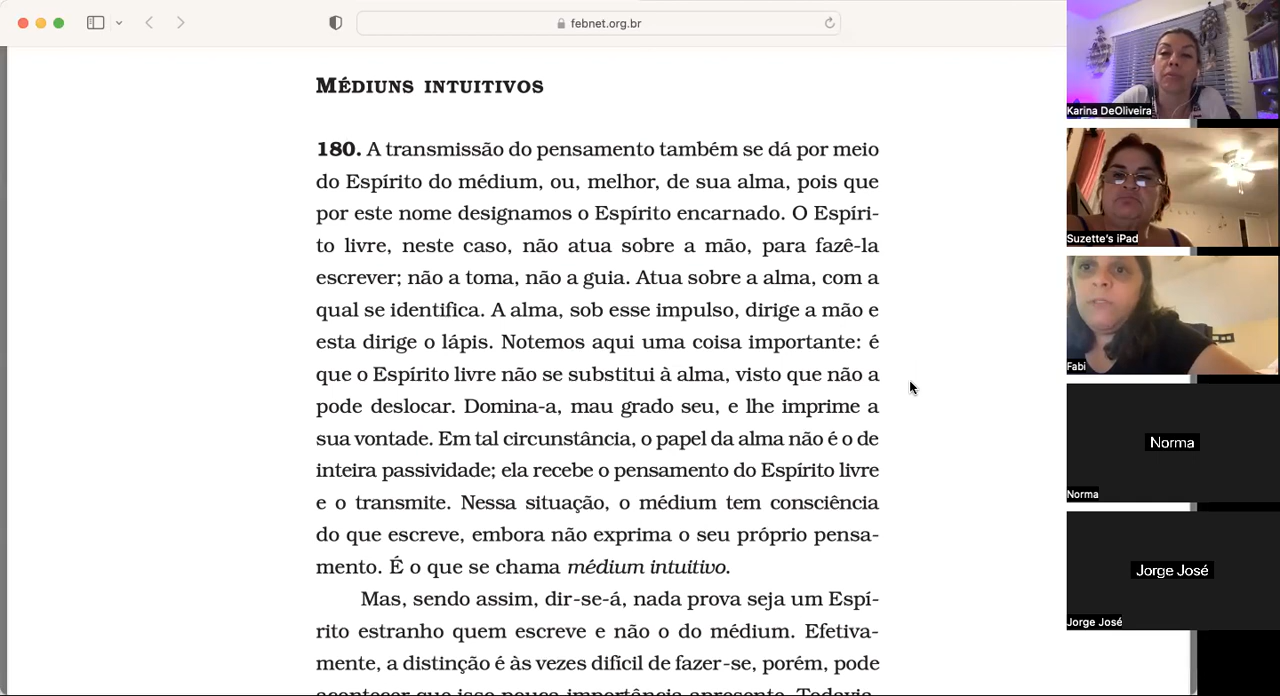 febnet.org.br
MÉDIUNS INTUITIVOS
180. A transmissão do pensamento também se dá por meio
do Espírito do médium, ou, melhor, de sua alma, pois que
por este nome designamos o Espírito encarnado. O Espíri-
to livre, neste caso, não atua sobre a mão, para fazê-la
escrever; não a toma, não a guia. Atua sobre a alma, com a
qual se identifica. A alma, sob esse impulso, dirige a mão e
esta dirige o lápis. Notemos aqui uma coisa importante: é
que o Espírito livre não se substitui à alma, visto que não a
pode deslocar. Domina-a, mau grado seu, e lhe imprime a
sua vontade. Em tal circunstância, o papel da alma não é o de
inteira passividade; ela recebe o pensamento do Espírito livre
e o transmite. Nessa situação, o médium tem consciência
do que escreve, embora não exprima o seu próprio pensa-
mento. É o que se chama médium intuitivo.
Mas, sendo assim, dir-se-á, nada prova seja um Espí-
rito estranho quem escreve e não o do médium. Efetiva-
mente, a distinção é às vezes difícil de fazer-se, porém, pode
acontecer que isso pouca importância apresente. Todavia,
Karina DeOliveira
Suzette's iPad
Fabi
Norma
Norma
Jorge José
Jorge José